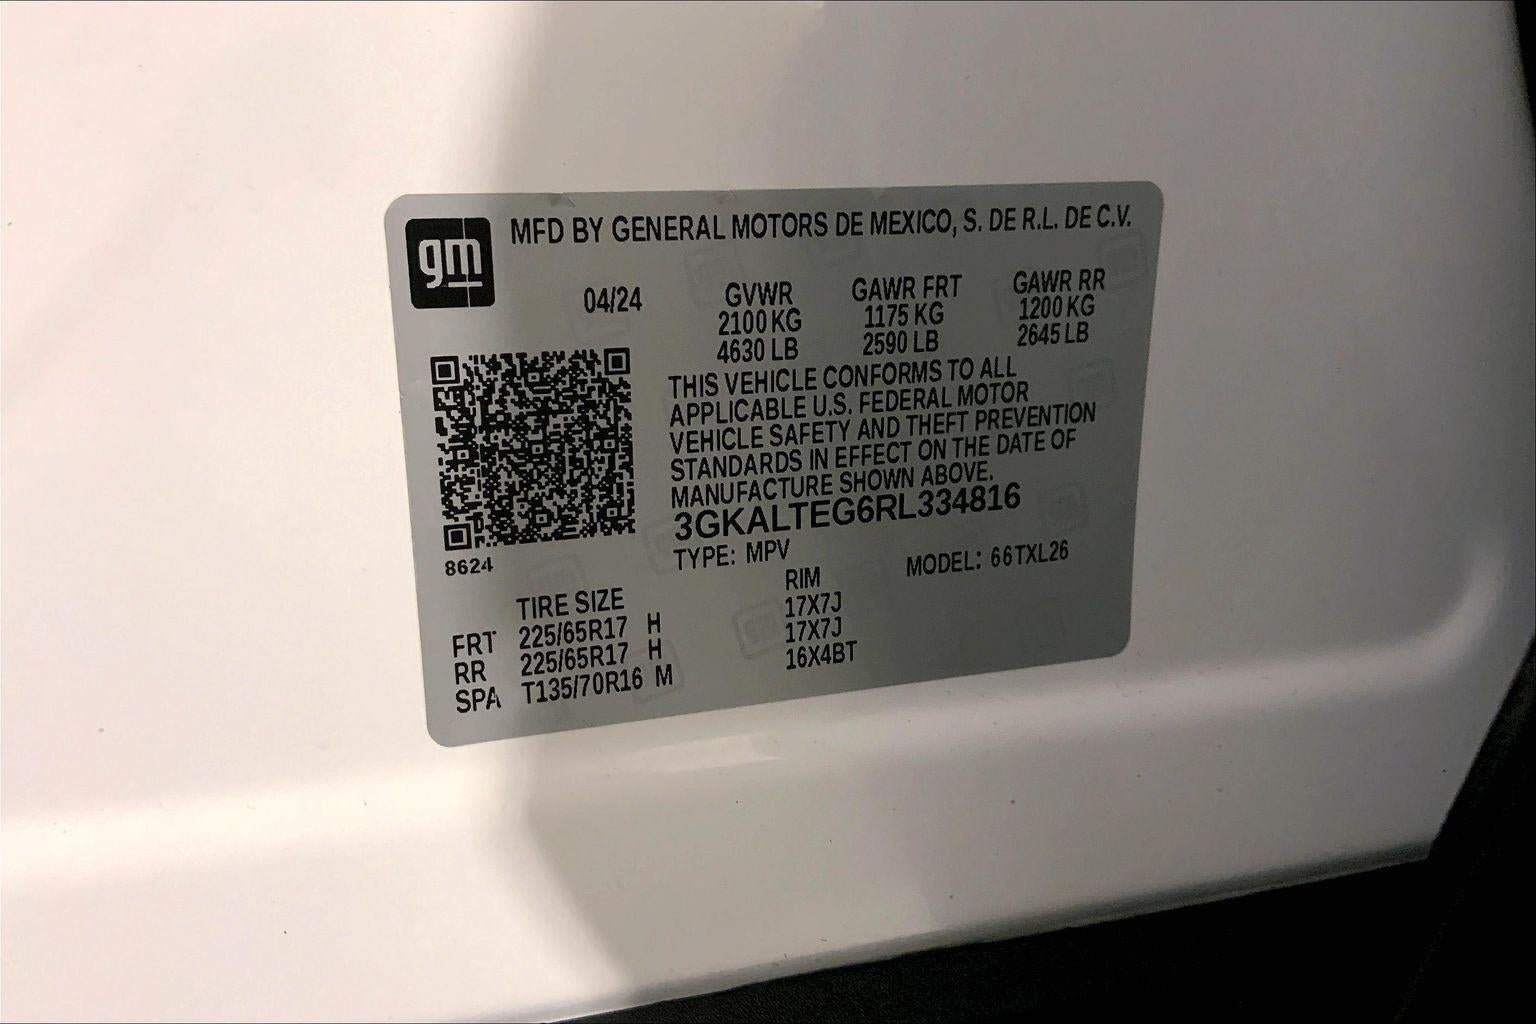 gm
MFD BY GENERAL MOTORS DE MEXICO, S. DE R.L. DE C.V.
04/24 GVWR GAWR FRT GAWR RR
2100 KG 1175 KG 1200 KG
4630 LB 2590 LB 2645 LB
THIS VEHICLE CONFORMS TO ALL
APPLICABLE U.S. FEDERAL MOTOR
VEHICLE SAFETY AND THEFT PREVENTION
STANDARDS IN EFFECT ON THE DATE OF
MANUFACTURE SHOWN ABOVE.
3GKALTEG6RL334816
8624
TYPE: MPV MODEL: 66TXL26
TIRE SIZE RIM
FRT 225/65R17 H 17X7J
RR 225/65R17 H 17X7J
SPA T135/70R16 M 16X4BT